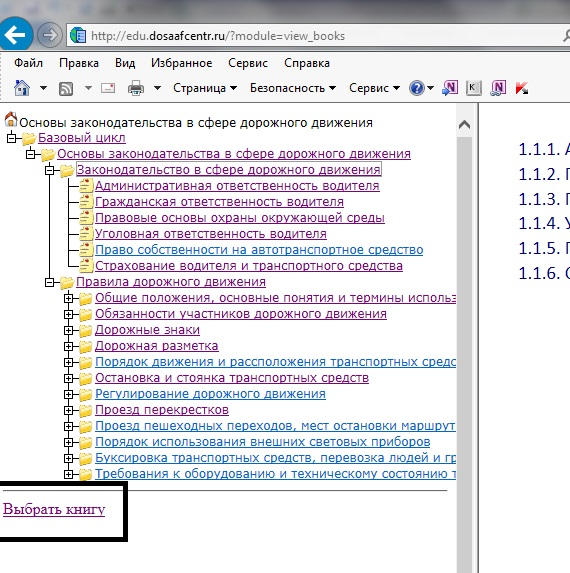 http://edu.dosaafcentr.ru/?module=view_books
Файл Правка Вид Избранное Сервис Справка
Страница Безопасность Сервис
Основы законодательства в сфере дорожного движения
Базовый цикл
Основы законодательства в сфере дорожного движения
Законодательство в сфере дорожного движения
Административная ответственность водителя
Гражданская ответственность водителя
Правовые основы охраны окружающей среды
Уголовная ответственность водителя
Право собственности на автотранспортное средство
Страхование водителя и транспортного средства
Правила дорожного движения
Общие положения, основные понятия и термины использ
Обязанности участников дорожного движения
Дорожные знаки
Дорожная разметка
Порядок движения и рассположения транспортных средс
Остановка и стоянка транспортных средств
Регулирование дорожного движения
Проезд перекрестков
Проезд пешеходных переходов, мест остановки маршрут
Порядок использования внешних световых приборов
Буксировка транспортных средств, перевозка людей и гр
Требования к оборудованию и техническому состоянию т
Выбрать книгу
1.1.1. А
1.1.2. Г
1.1.3. П
1.1.4. У
1.1.5. П
1.1.6. С